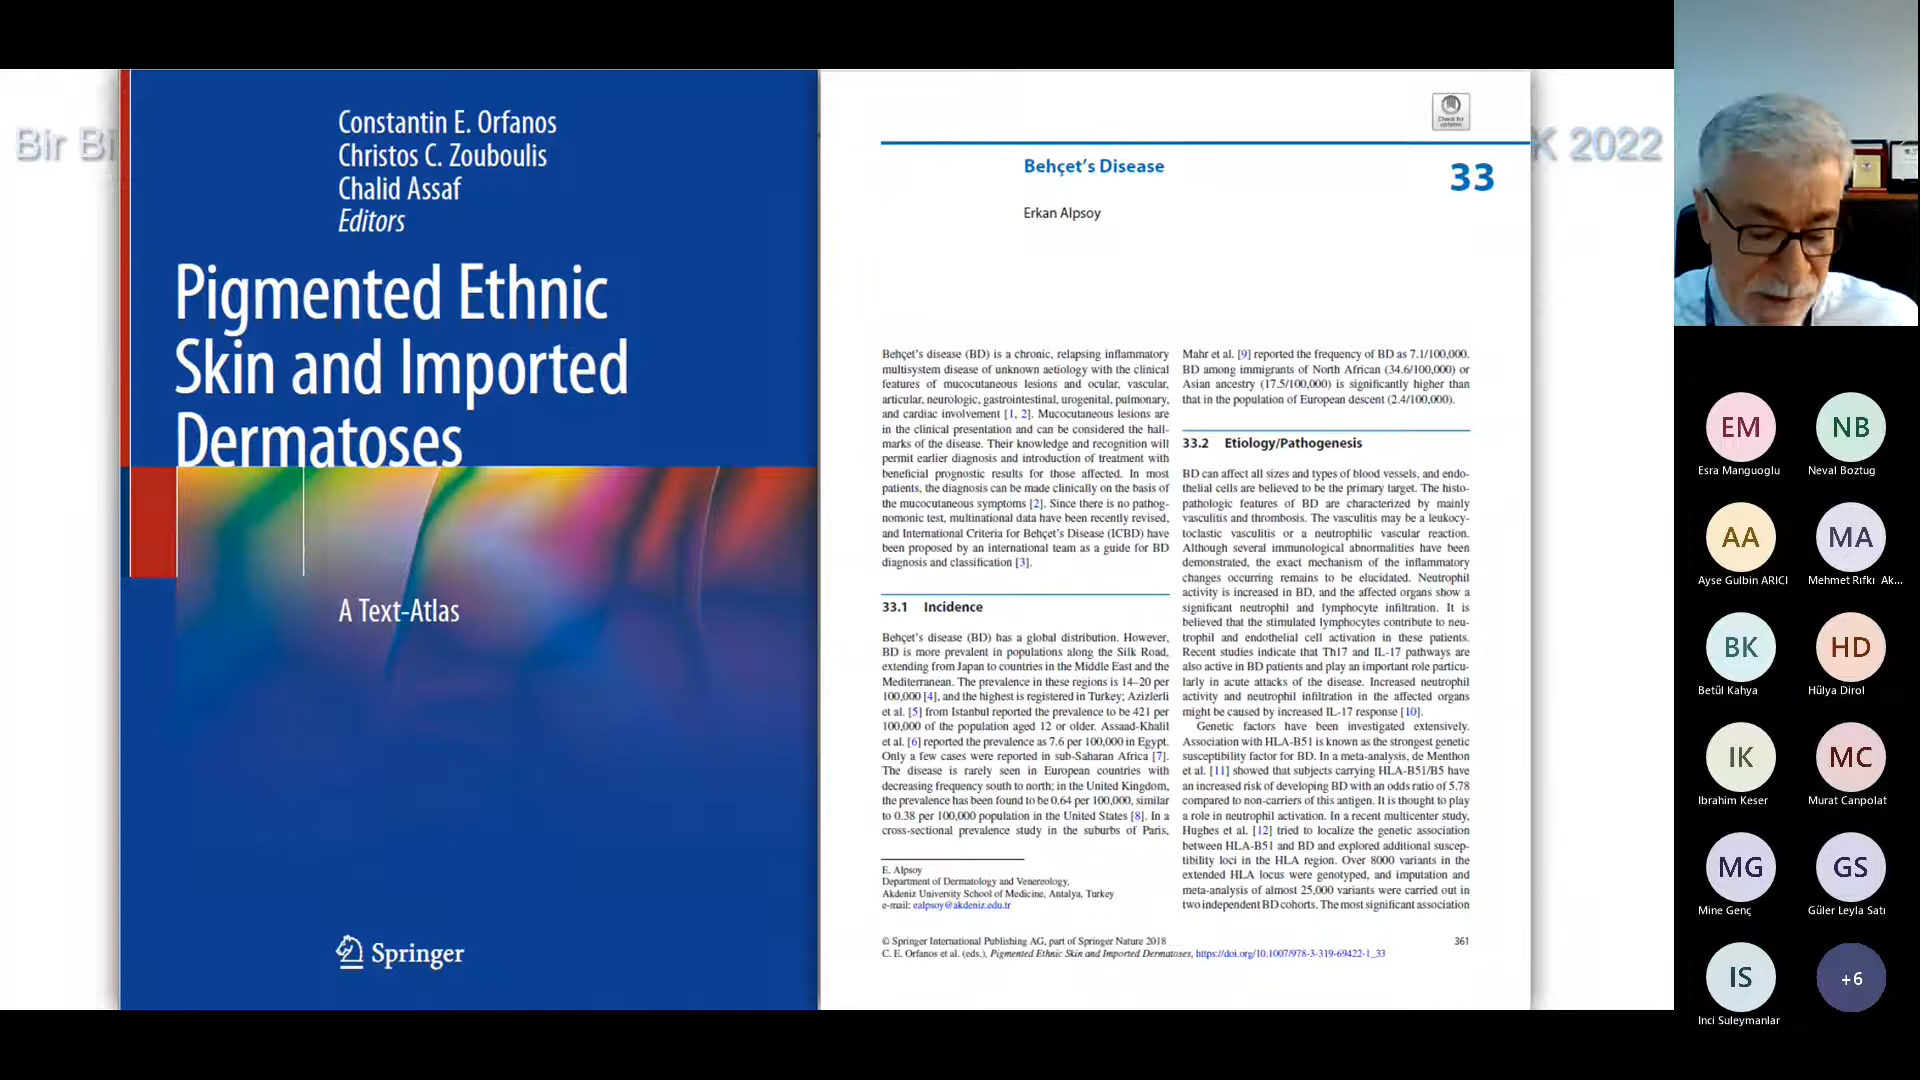 Bir Bi
K 2022
Constantin E. Orfanos
Christos C. Zouboulis
Chalid Assaf
Editors
Pigmented Ethnic
Skin and Imported
Dermatoses
A Text-Atlas
Springer
Check for
updates
Behçet's Disease
33
Erkan Alpsoy
Behçet's disease (BD) is a chronic, relapsing inflammatory
multisystem disease of unknown aetiology with the clinical
features of mucocutaneous lesions and ocular, vascular,
articular, neurologic, gastrointestinal, urogenital, pulmonary,
and cardiac involvement [1, 2]. Mucocutaneous lesions are
in the clinical presentation and can be considered the hall-
marks of the disease. Their knowledge and recognition will
permit earlier diagnosis and introduction of treatment with
beneficial prognostic results for those affected. In most
patients, the diagnosis can be made clinically on the basis of
the mucocutaneous symptoms [2]. Since there is no pathog-
nomonic test, multinational data have been recently revised,
and International Criteria for Behçet's Disease (ICBD) have
been proposed by an international team as a guide for BD
diagnosis and classification [3].
33.1 Incidence
Behçet's disease (BD) has a global distribution. However,
BD is more prevalent in populations along the Silk Road,
extending from Japan to countries in the Middle East and the
Mediterranean. The prevalence in these regions is 14–20 per
100,000 [4], and the highest is registered in Turkey; Azizlerli
et al. [5] from Istanbul reported the prevalence to be 421 per
100,000 of the population aged 12 or older. Assaad-Khalil
et al. [6] reported the prevalence as 7.6 per 100,000 in Egypt.
Only a few cases were reported in sub-Saharan Africa [7].
The disease is rarely seen in European countries with
decreasing frequency south to north; in the United Kingdom,
the prevalence has been found to be 0.64 per 100,000, similar
to 0.38 per 100,000 population in the United States [8]. In a
cross-sectional prevalence study in the suburbs of Paris,
E. Alpsoy
Department of Dermatology and Venereology,
Akdeniz University School of Medicine, Antalya, Turkey
e-mail: ealpsoy@akdeniz.edu.tr
Mahr et al. [9] reported the frequency of BD as 7.1/100,000.
BD among immigrants of North African (34.6/100,000) or
Asian ancestry (17.5/100,000) is significantly higher than
that in the population of European descent (2.4/100,000).
33.2 Etiology/Pathogenesis
BD can affect all sizes and types of blood vessels, and endo-
thelial cells are believed to be the primary target. The histo-
pathologic features of BD are characterized by mainly
vasculitis and thrombosis. The vasculitis may be a leukocy-
toclastic vasculitis or a neutrophilic vascular reaction.
Although several immunological abnormalities have been
demonstrated, the exact mechanism of the inflammatory
changes occurring remains to be elucidated. Neutrophil
activity is increased in BD, and the affected organs show a
significant neutrophil and lymphocyte infiltration. It is
believed that the stimulated lymphocytes contribute to neu-
trophil and endothelial cell activation in these patients.
Recent studies indicate that Th17 and IL-17 pathways are
also active in BD patients and play an important role particu-
larly in acute attacks of the disease. Increased neutrophil
activity and neutrophil infiltration in the affected organs
might be caused by increased IL-17 response [10].
Genetic factors have been investigated extensively.
Association with HLA-B51 is known as the strongest genetic
susceptibility factor for BD. In a meta-analysis, de Menthon
et al. [11] showed that subjects carrying HLA-B51/B5 have
an increased risk of developing BD with an odds ratio of 5.78
compared to non-carriers of this antigen. It is thought to play
a role in neutrophil activation. In a recent multicenter study,
Hughes et al. [12] tried to localize the genetic association
between HLA-B51 and BD and explored additional suscep-
tibility loci in the HLA region. Over 8000 variants in the
extended HLA locus were genotyped, and imputation and
meta-analysis of almost 25,000 variants were carried out in
two independent BD cohorts. The most significant association
© Springer International Publishing AG, part of Springer Nature 2018
361
C. E. Orfanos et al. (eds.), Pigmented Ethnic Skin and Imported Dermatoses, https://doi.org/10.1007/978-3-319-69422-1_33
EM
NB
Esra Manguoglu
Neval Boztug
AA
MA
Ayse Gulbin ARICI
Mehmet Rıfkı Ak...
BK
HD
Betül Kahya
Hülya Dirol
IK
MC
Ibrahim Keser
Murat Canpolat
MG
GS
Mine Genç
Güler Leyla Satı
IS
+6
Inci Suleymanlar